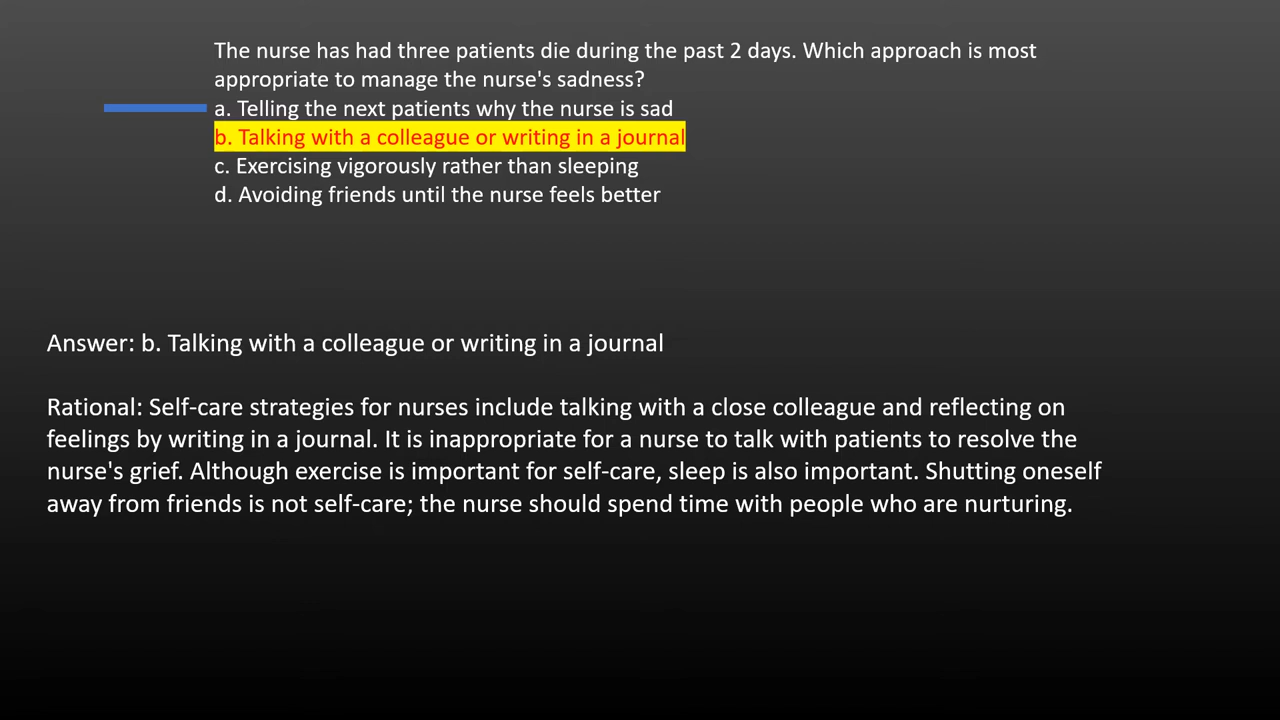 The nurse has had three patients die during the past 2 days. Which approach is most
appropriate to manage the nurse's sadness?
a. Telling the next patients why the nurse is sad
b. Talking with a colleague or writing in a journal
c. Exercising vigorously rather than sleeping
d. Avoiding friends until the nurse feels better
Answer: b. Talking with a colleague or writing in a journal
Rational: Self-care strategies for nurses include talking with a close colleague and reflecting on
feelings by writing in a journal. It is inappropriate for a nurse to talk with patients to resolve the
nurse's grief. Although exercise is important for self-care, sleep is also important. Shutting oneself
away from friends is not self-care; the nurse should spend time with people who are nurturing.